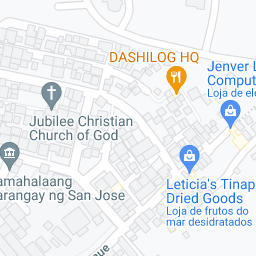 DASHILOG HQ
Jenver L
Comput
Loja de ele
Jubilee Christian
Church of God
amahalaang
arangay ng San Jose
Leticia's Tinap
Dried Goods
Loja de frutos do
mar desidratados
nue